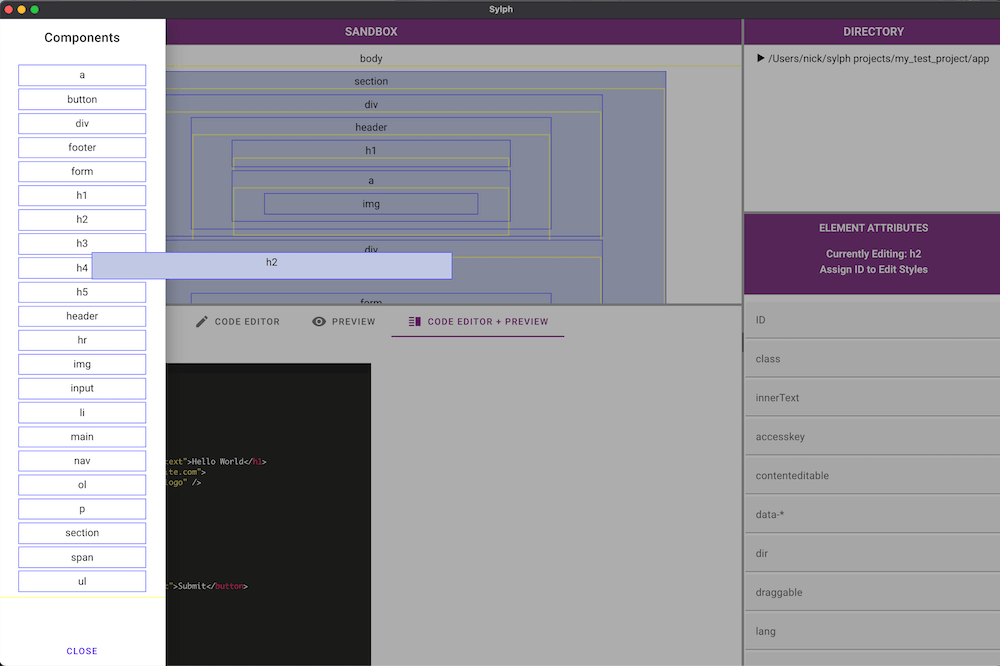 Sylph
Components
a
button
div
footer
form
h1
h2
h3
h4
h5
header
hr
img
input
li
main
nav
ol
p
section
span
ul
CLOSE
h2
SANDBOX
body
section
div
header
h1
a
img
div
form
CODE EDITOR
PREVIEW
CODE EDITOR + PREVIEW
ext">Hello World</h1>
ite.com">
ogo" />
">Submit</button>
DIRECTORY
/Users/nick/sylph projects/my_test_project/app
ELEMENT ATTRIBUTES
Currently Editing: h2
Assign ID to Edit Styles
ID
class
innerText
accesskey
contenteditable
data-*
dir
draggable
lang